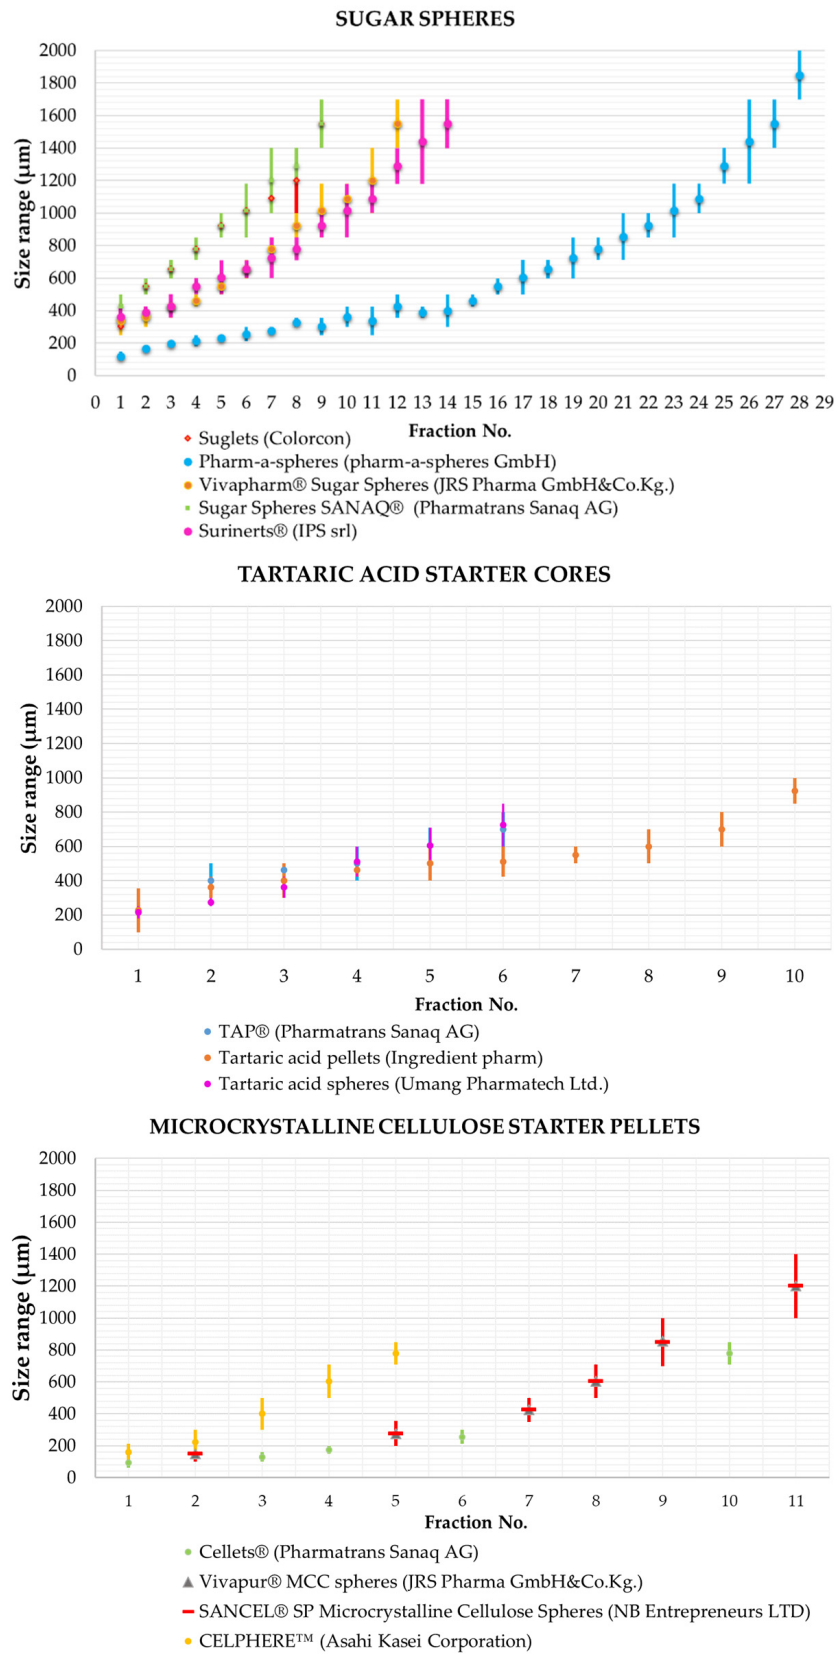 SUGAR SPHERES
2000
1800
1600
1400
1200
1000
800
600
400
200
0
Size range (µm)
0 1 2 3 4 5 6 7 8 9 10 11 12 13 14 15 16 17 18 19 20 21 22 23 24 25 26 27 28 29
Fraction No.
Suglets (Colorcon)
Pharm-a-spheres (pharm-a-spheres GmbH)
Vivapharm® Sugar Spheres (JRS Pharma GmbH&Co.Kg.)
Sugar Spheres SANAQ® (Pharmatrans Sanaq AG)
Surinerts® (IPS srl)
TARTARIC ACID STARTER CORES
2000
1800
1600
1400
1200
1000
800
600
400
200
0
Size range (µm)
1 2 3 4 5 6 7 8 9 10
Fraction No.
TAP® (Pharmatrans Sanaq AG)
Tartaric acid pellets (Ingredient pharm)
Tartaric acid spheres (Umang Pharmatech Ltd.)
MICROCRYSTALLINE CELLULOSE STARTER PELLETS
2000
1800
1600
1400
1200
1000
800
600
400
200
0
Size range (µm)
1 2 3 4 5 6 7 8 9 10 11
Fraction No.
Cellets® (Pharmatrans Sanaq AG)
Vivapur® MCC spheres (JRS Pharma GmbH&Co.Kg.)
SANCEL® SP Microcrystalline Cellulose Spheres (NB Entrepreneurs LTD)
CELPHERE™ (Asahi Kasei Corporation)